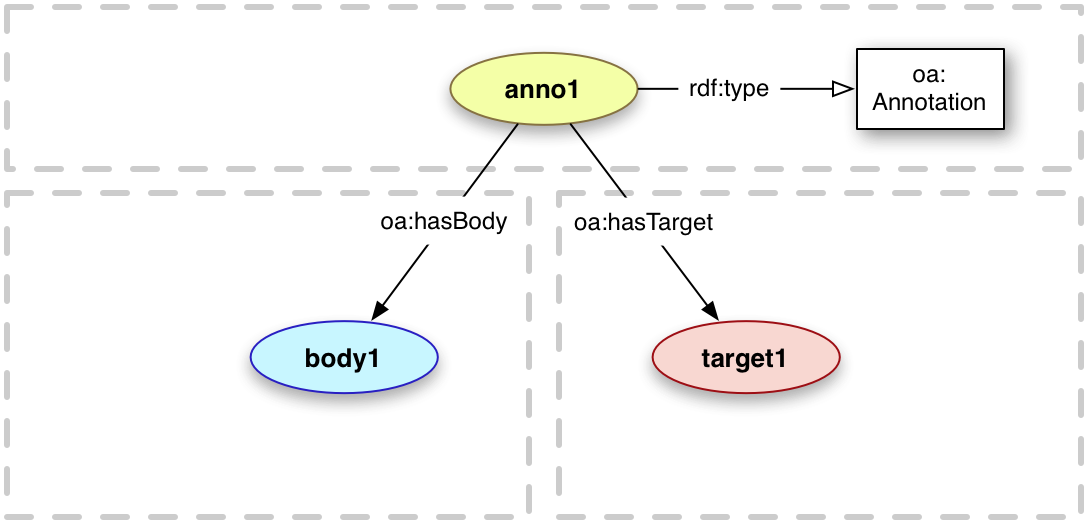 anno1
rdf:type
oa:
Annotation
oa:hasBody
oa:hasTarget
body1
target1